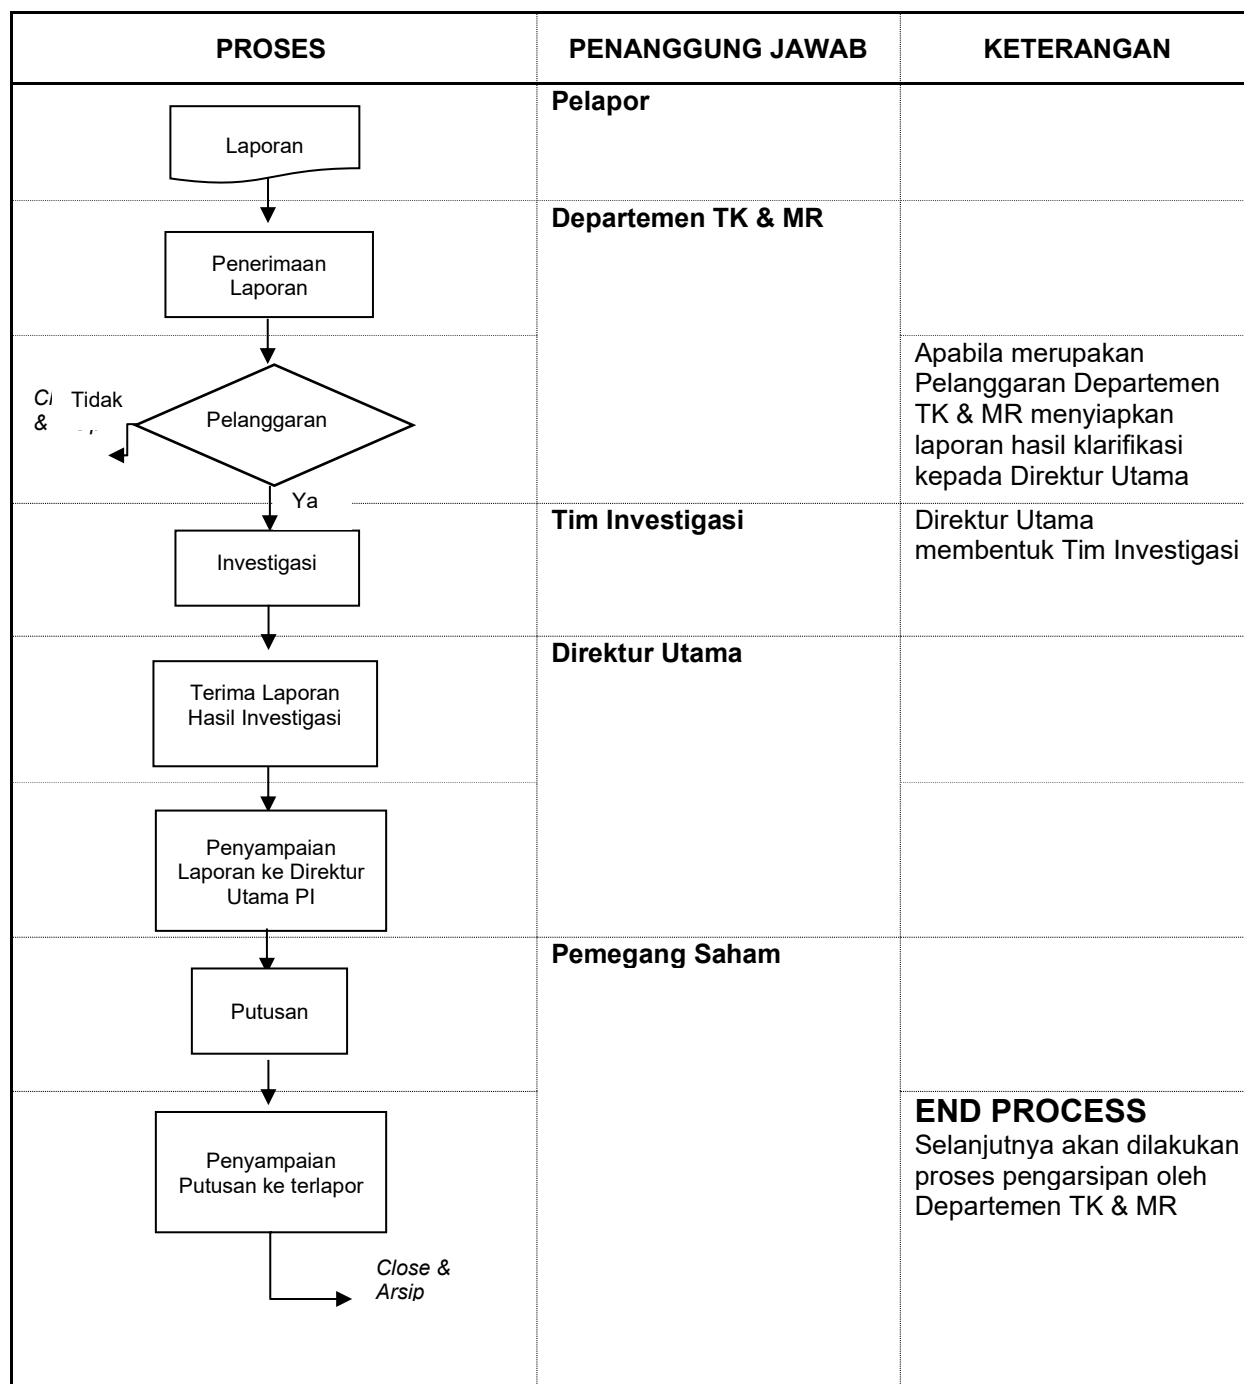 PROSES
PENANGGUNG JAWAB
KETERANGAN
Pelapor
Laporan
Departemen TK & MR
Penerimaan
Laporan
Apabila merupakan
Pelanggaran Departemen
TK & MR menyiapkan
laporan hasil klarifikasi
kepada Direktur Utama
Tidak
&
Pelanggaran
Ya
Tim Investigasi
Direktur Utama
membentuk Tim Investigasi
Investigasi
Direktur Utama
Terima Laporan
Hasil Investigasi
Penyampaian
Laporan ke Direktur
Utama PI
Pemegang Saham
Putusan
END PROCESS
Selanjutnya akan dilakukan
proses pengarsipan oleh
Departemen TK & MR
Penyampaian
Putusan ke terlapor
Close &
Arsip